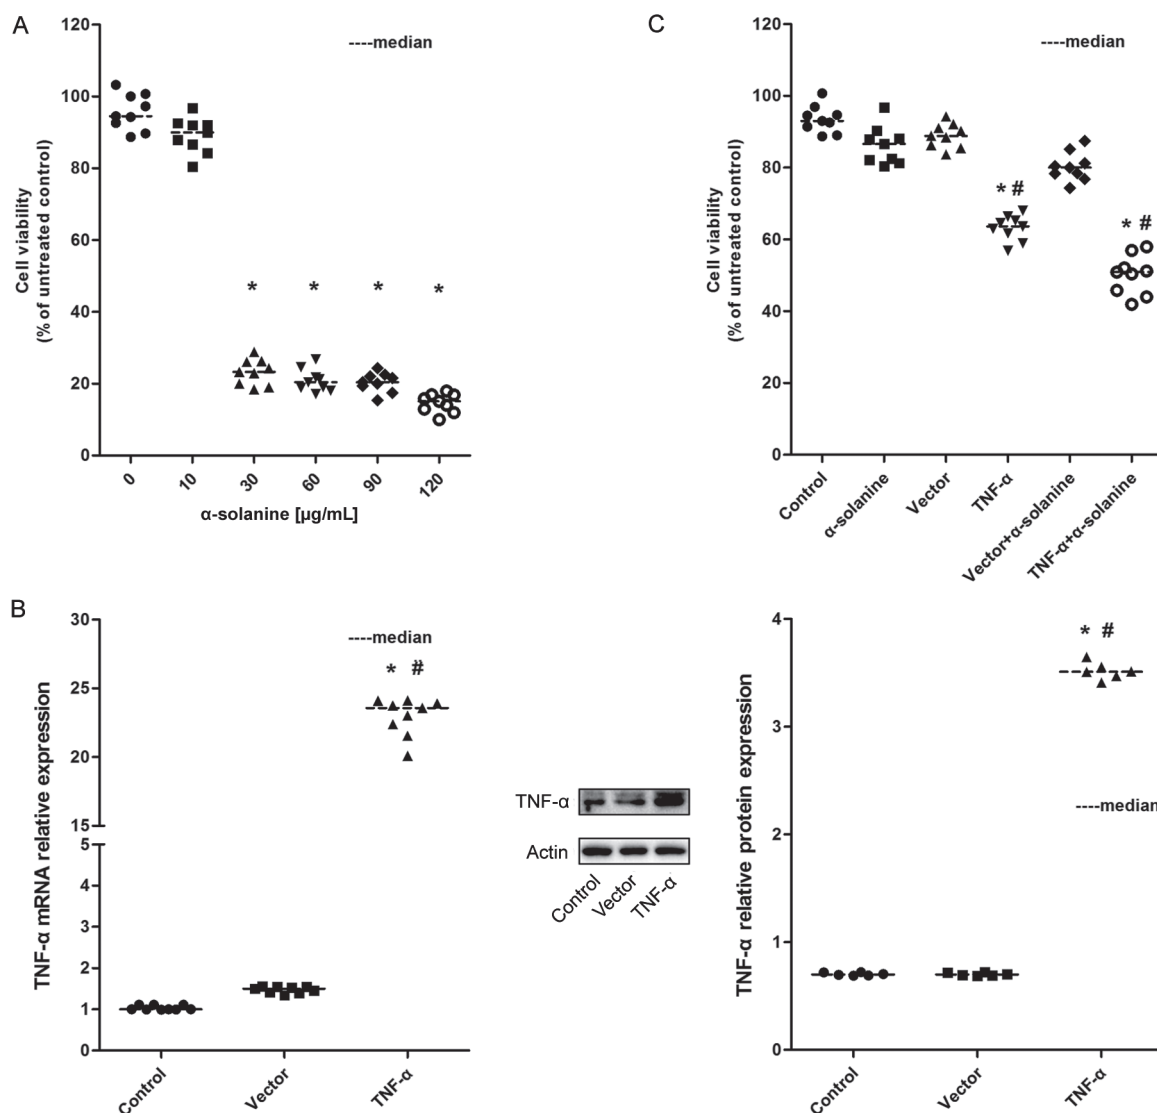 A
----median
Cell viability
(% of untreated control)
120
100
80
60
40
20
0
* * * *
0 10 30 60 90 120
α-solanine [µg/mL]
C
----median
Cell viability
(% of untreated control)
120
100
80
60
40
20
0
* #
* #
Control
α-solanine
Vector
TNF-α
Vector+α-solanine
TNF-α+α-solanine
B
----median
* #
TNF-α mRNA relative expression
30
25
20
15
5
4
3
2
1
0
Control
Vector
TNF-α
TNF-α
Actin
Control
Vector
TNF-α
* #
----median
TNF-α relative protein expression
4
3
2
1
0
Control
Vector
TNF-α